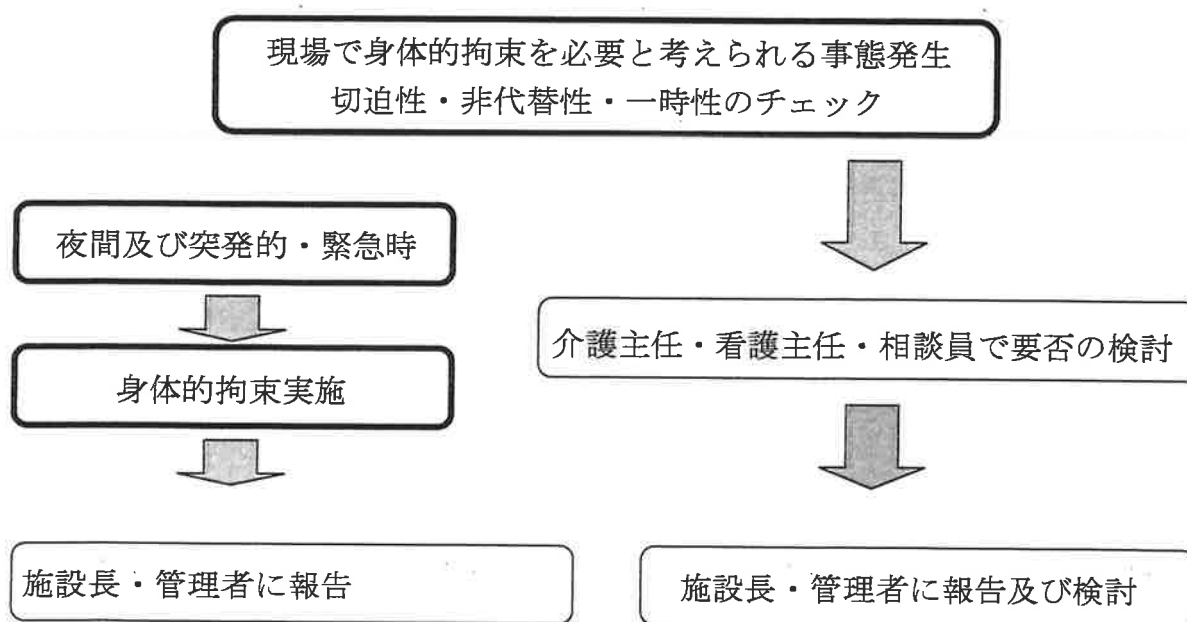 現場で身体的拘束を必要と考えられる事態発生
切迫性・非代替性・一時性のチェック
夜間及び突発的・緊急時
身体的拘束実施
施設長・管理者に報告
介護主任・看護主任・相談員で要否の検討
施設長・管理者に報告及び検討